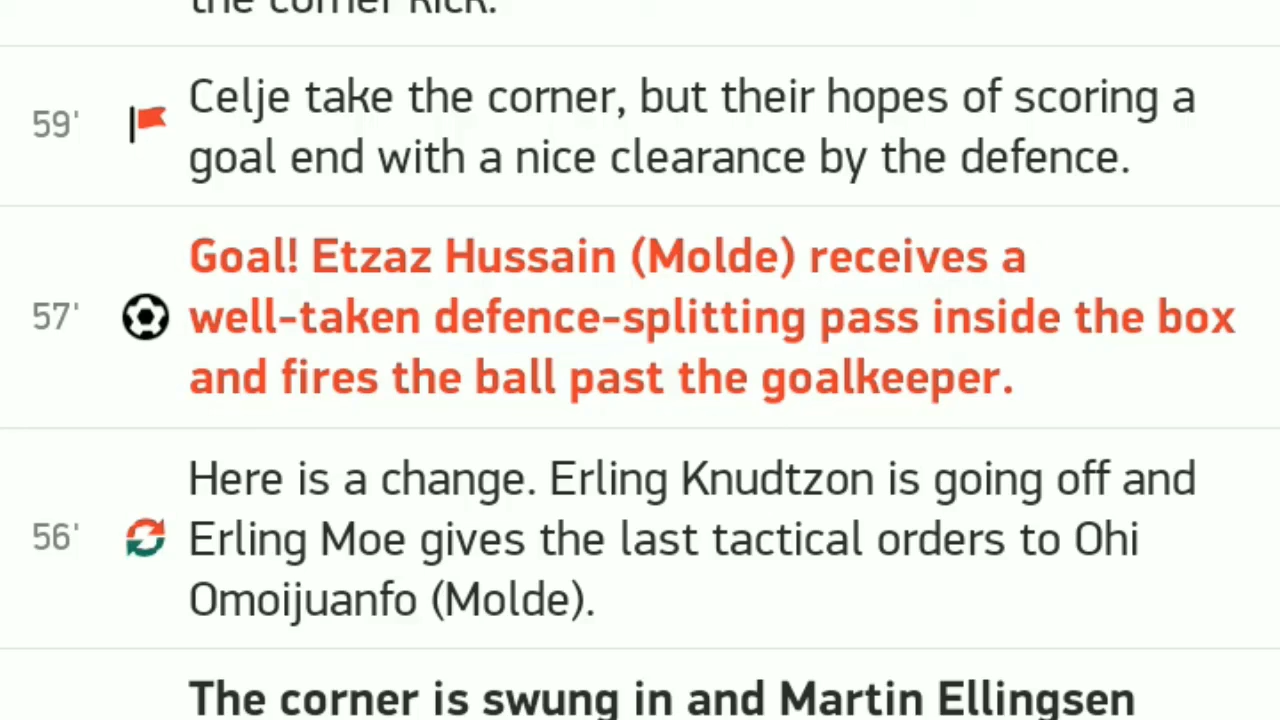 the corner kick.
59'
Celje take the corner, but their hopes of scoring a
goal end with a nice clearance by the defence.
57'
Goal! Etzaz Hussain (Molde) receives a
well-taken defence-splitting pass inside the box
and fires the ball past the goalkeeper.
56'
Here is a change. Erling Knudtzon is going off and
Erling Moe gives the last tactical orders to Ohi
Omoijuanfo (Molde).
The corner is swung in and Martin Ellingsen